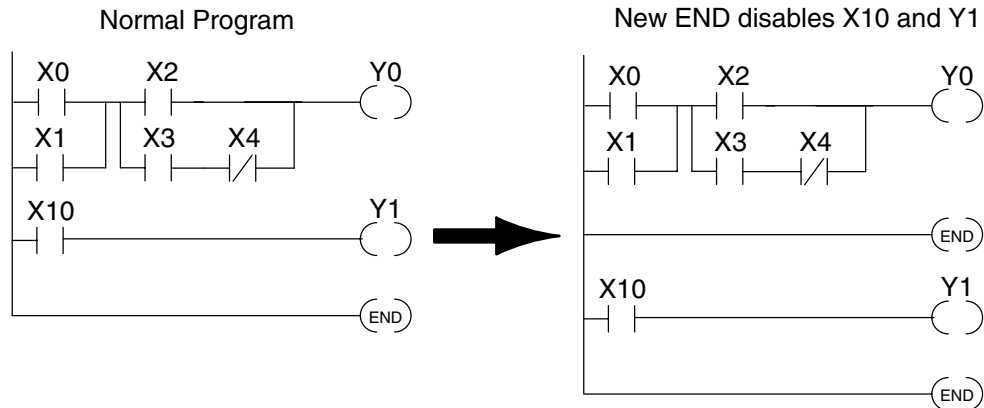 Normal Program
X0 X2 Y0
X1 X3 X4
X10 Y1
END
New END disables X10 and Y1
X0 X2 Y0
X1 X3 X4
END
X10 Y1
END